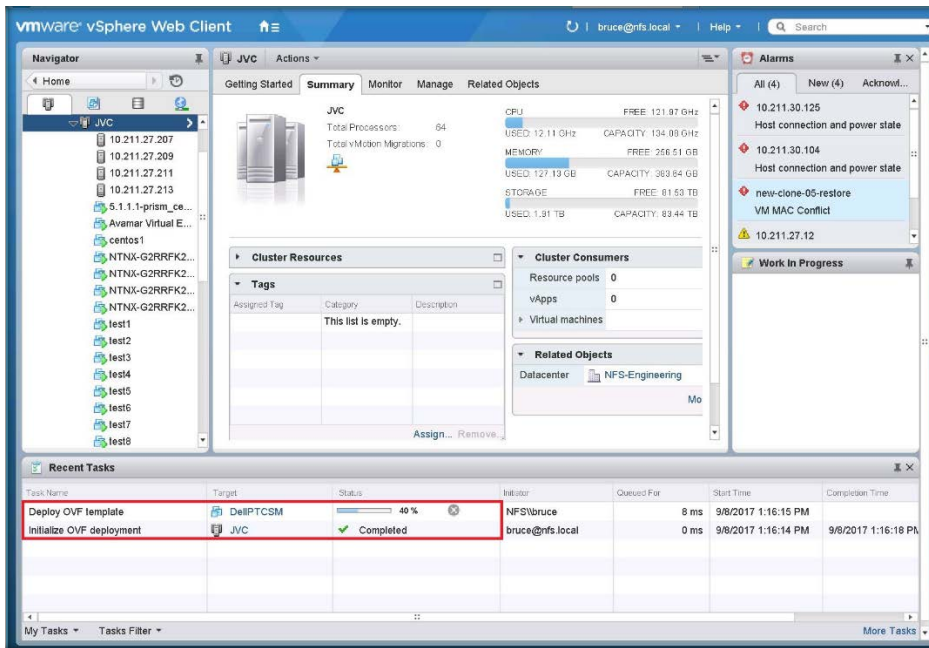 vmware® vSphere Web Client
bruce@nfs.local
Help
Search
Navigator
Home
JVC
10.211.27.207
10.211.27.209
10.211.27.211
10.211.27.213
5.1.1.1-prism_ce...
Avamar Virtual E...
centos1
NTNX-G2RRFK2...
NTNX-G2RRFK2...
NTNX-G2RRFK2...
NTNX-G2RRFK2...
test1
test2
test3
test4
test5
test6
test7
test8
JVC Actions
Getting Started Summary Monitor Manage Related Objects
JVC
Total Processors: 64
Total vMotion Migrations: 0
CPU FREE: 121.97 GHz
USED: 12.11 GHz CAPACITY: 134.08 GHz
MEMORY FREE: 256.51 GB
USED: 127.13 GB CAPACITY: 383.64 GB
STORAGE FREE: 81.53 TB
USED: 1.91 TB CAPACITY: 83.44 TB
Cluster Resources
Tags
Assigned Tag Category Description
This list is empty.
Assign... Remove...
Cluster Consumers
Resource pools 0
vApps 0
Virtual machines
Related Objects
Datacenter NFS-Engineering
Mo
Alarms
All (4) New (4) Acknowl...
10.211.30.125
Host connection and power state
10.211.30.104
Host connection and power state
new-clone-05-restore
VM MAC Conflict
10.211.27.12
Work In Progress
Recent Tasks
Task Name Target Status Initiator Queued For Start Time Completion Time
Deploy OVF template DellPTCSM 40 % NFS\bruce 8 ms 9/8/2017 1:16:15 PM
Initialize OVF deployment JVC Completed bruce@nfs.local 0 ms 9/8/2017 1:16:14 PM 9/8/2017 1:16:18 PM
My Tasks Tasks Filter More Tasks